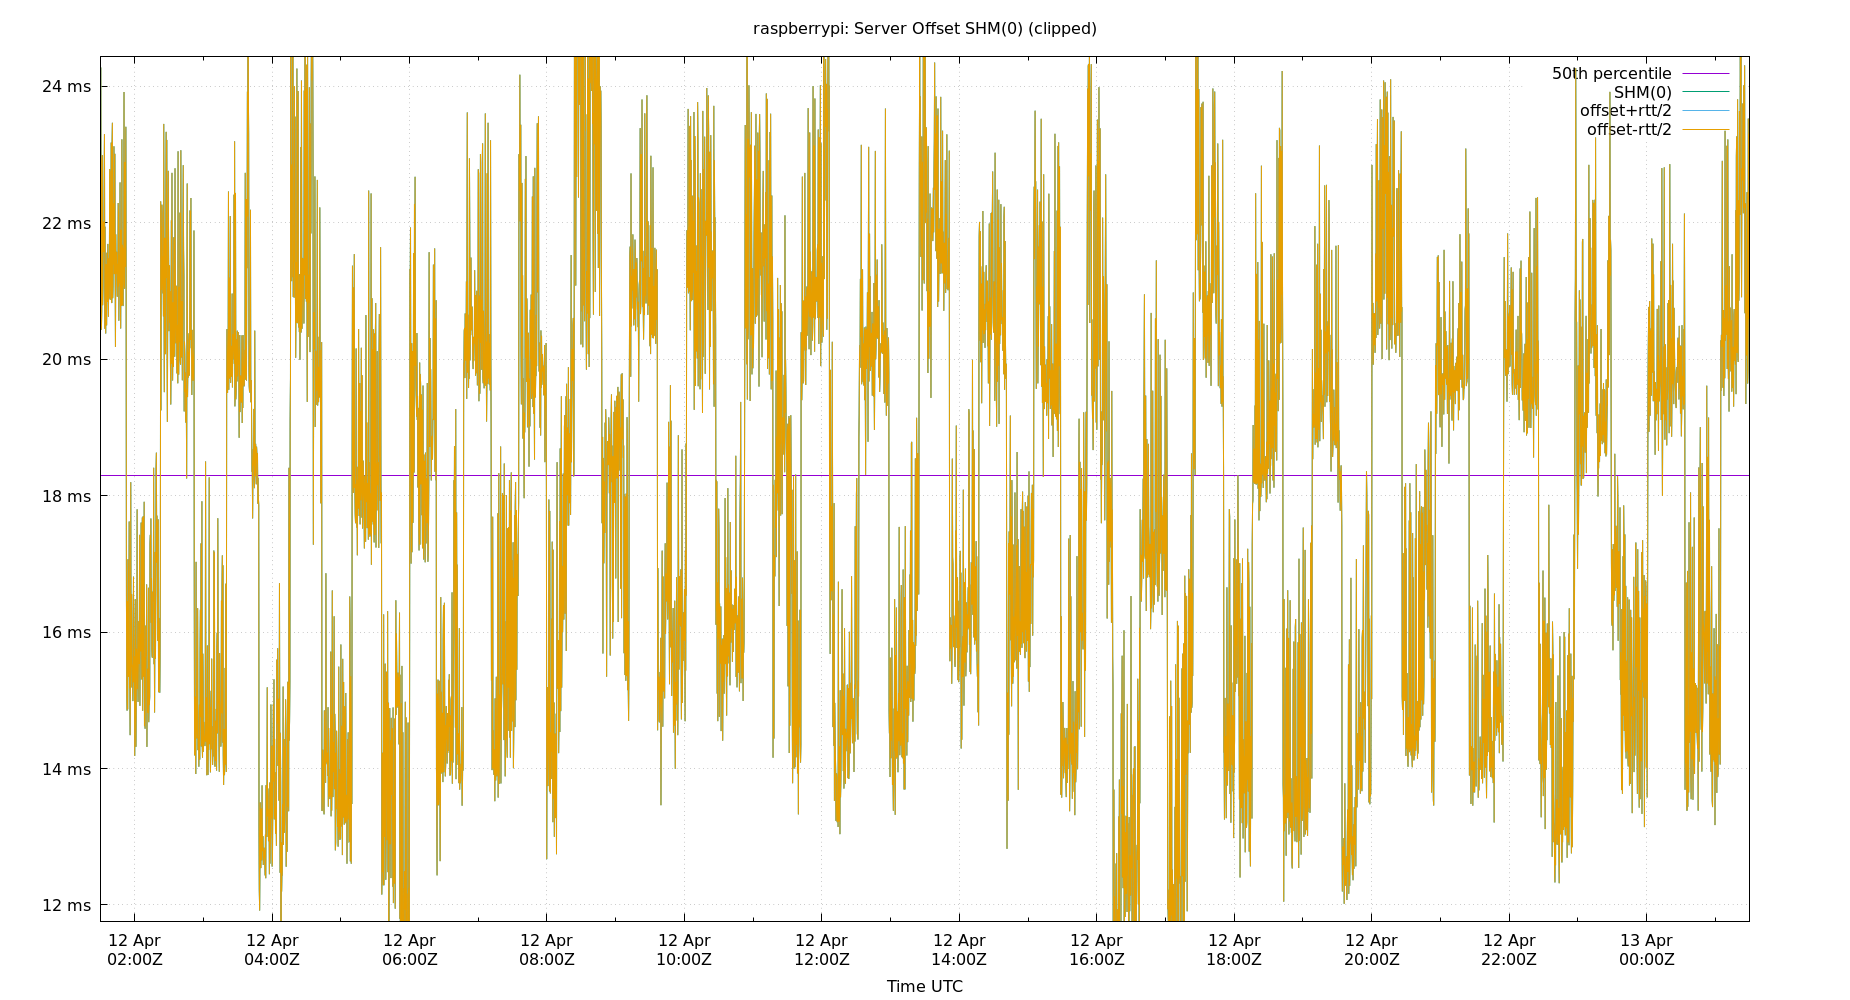 raspberrypi: Server Offset SHM(0) (clipped)
50th percentile
SHM(0)
offset+rtt/2
offset-rtt/2
24 ms
22 ms
20 ms
18 ms
16 ms
14 ms
12 ms
12 Apr 12 Apr 12 Apr 12 Apr 12 Apr 12 Apr 12 Apr 12 Apr 12 Apr 12 Apr 12 Apr 13 Apr
02:00Z 04:00Z 06:00Z 08:00Z 10:00Z 12:00Z 14:00Z 16:00Z 18:00Z 20:00Z 22:00Z 00:00Z
Time UTC